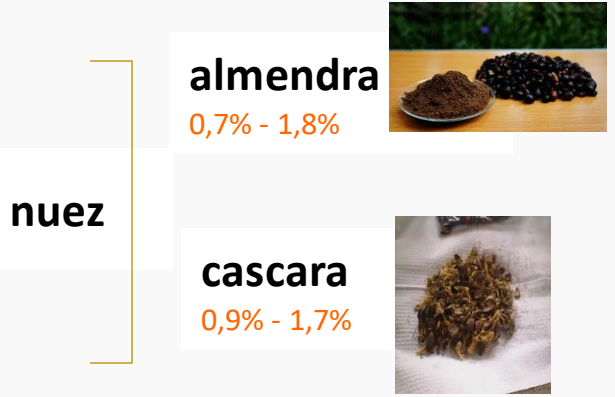 almendra
0,7% - 1,8%
nuez
cascara
0,9% - 1,7%